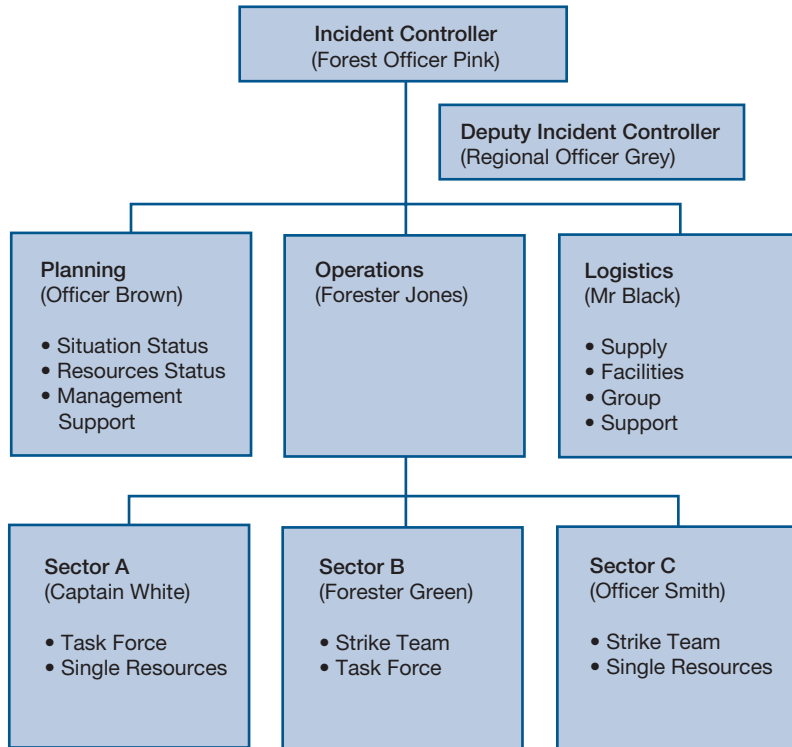 Incident Controller
(Forest Officer Pink)
Deputy Incident Controller
(Regional Officer Grey)
Planning
(Officer Brown)
• Situation Status
• Resources Status
• Management
Support
Operations
(Forester Jones)
Logistics
(Mr Black)
• Supply
• Facilities
• Group
• Support
Sector A
(Captain White)
• Task Force
• Single Resources
Sector B
(Forester Green)
• Strike Team
• Task Force
Sector C
(Officer Smith)
• Strike Team
• Single Resources